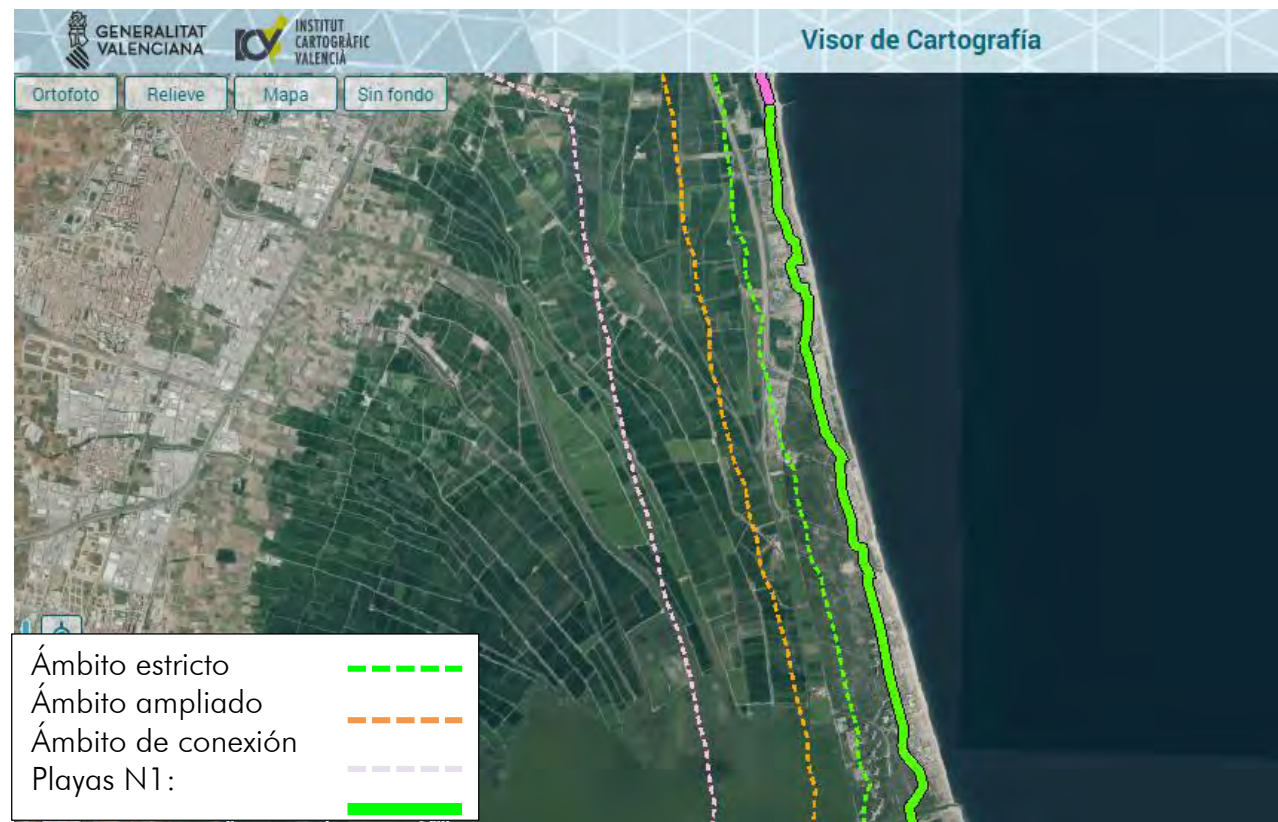 GENERALITAT
VALENCIANA
ICV
INSTITUT
CARTOGRÀFIC
VALENCIÀ
Visor de Cartografía
Ortofoto
Relieve
Mapa
Sin fondo
Ámbito estricto
Ámbito ampliado
Ámbito de conexión
Playas N1: